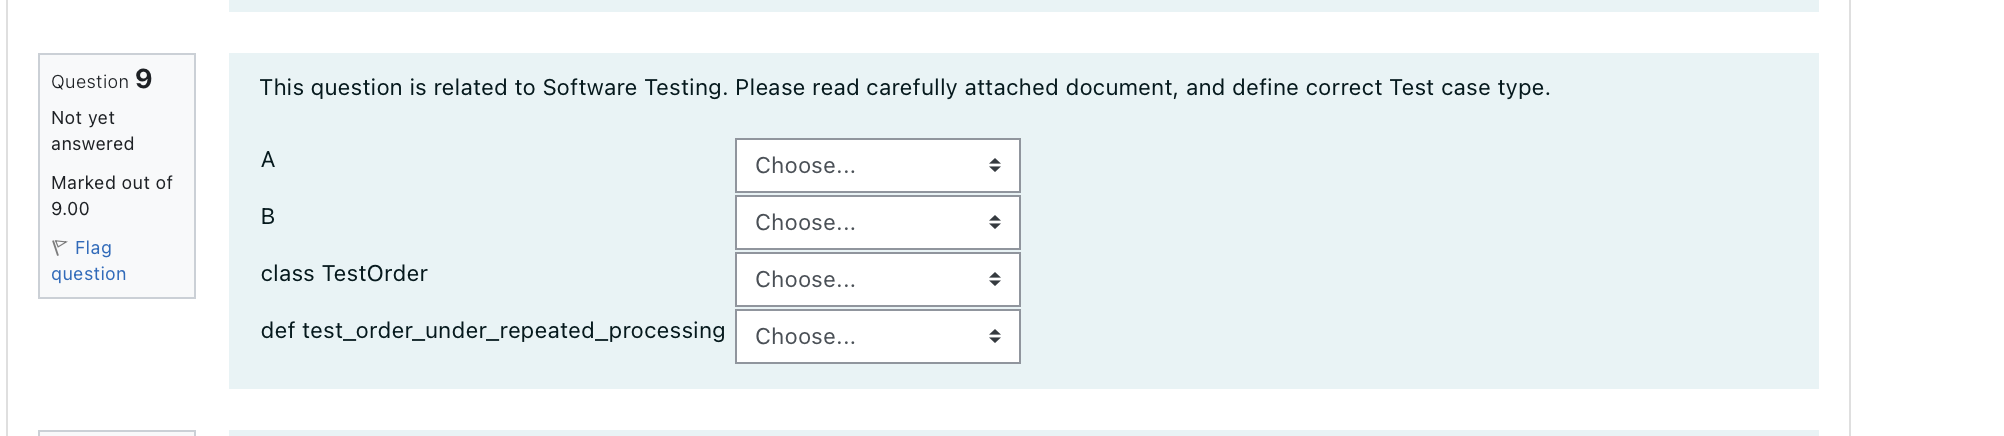 Question 9
Not yet
answered
Marked out of
9.00
Flag
question
This question is related to Software Testing. Please read carefully attached document, and define correct Test case type.
A
Choose...
B
Choose...
class TestOrder
Choose...
def test_order_under_repeated_processing
Choose...